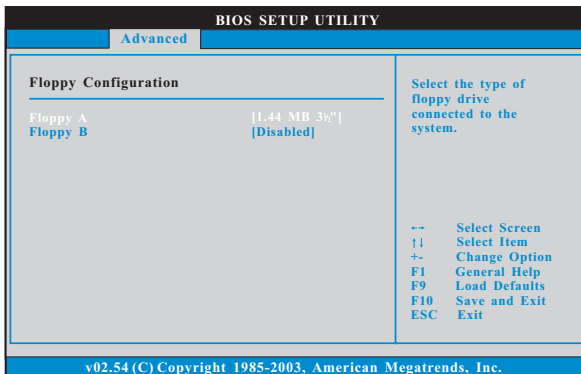 BIOS SETUP UTILITY
Advanced
Floppy Configuration
Floppy A [1.44 MB 3½"]
Floppy B [Disabled]
Select the type of
floppy drive
connected to the
system.
←→ Select Screen
↑↓ Select Item
+- Change Option
F1 General Help
F9 Load Defaults
F10 Save and Exit
ESC Exit
v02.54 (C) Copyright 1985-2003, American Megatrends, Inc.